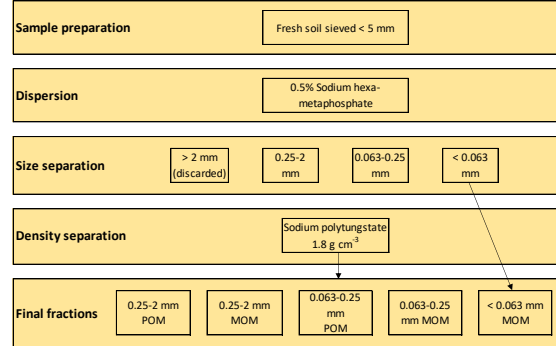 Sample preparation
Fresh soil sieved < 5 mm
Dispersion
0.5% Sodium hexa-
metaphosphate
Size separation
> 2 mm
(discarded)
0.25-2
mm
0.063-0.25
mm
< 0.063
mm
Density separation
Sodium polytungstate
1.8 g cm⁻³
Final fractions
0.25-2 mm
POM
0.25-2 mm
MOM
0.063-0.25
mm
POM
0.063-0.25
mm MOM
< 0.063 mm
MOM